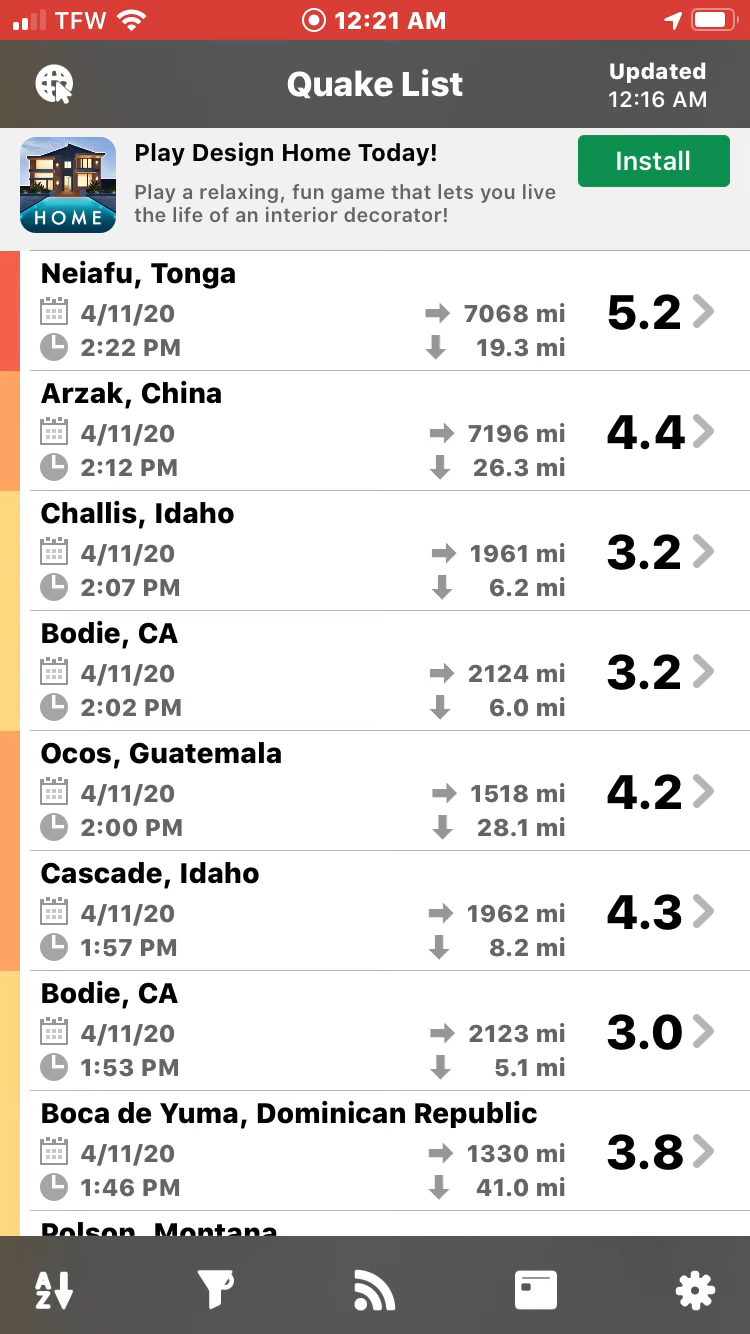 TFW 12:21 AM
Quake List
Updated
12:16 AM
HOME
Play Design Home Today!
Play a relaxing, fun game that lets you live
the life of an interior decorator!
Install
Neiafu, Tonga
4/11/20 7068 mi
2:22 PM 19.3 mi
5.2
Arzak, China
4/11/20 7196 mi
2:12 PM 26.3 mi
4.4
Challis, Idaho
4/11/20 1961 mi
2:07 PM 6.2 mi
3.2
Bodie, CA
4/11/20 2124 mi
2:02 PM 6.0 mi
3.2
Ocos, Guatemala
4/11/20 1518 mi
2:00 PM 28.1 mi
4.2
Cascade, Idaho
4/11/20 1962 mi
1:57 PM 8.2 mi
4.3
Bodie, CA
4/11/20 2123 mi
1:53 PM 5.1 mi
3.0
Boca de Yuma, Dominican Republic
4/11/20 1330 mi
1:46 PM 41.0 mi
3.8
Polson, Montana
AZ